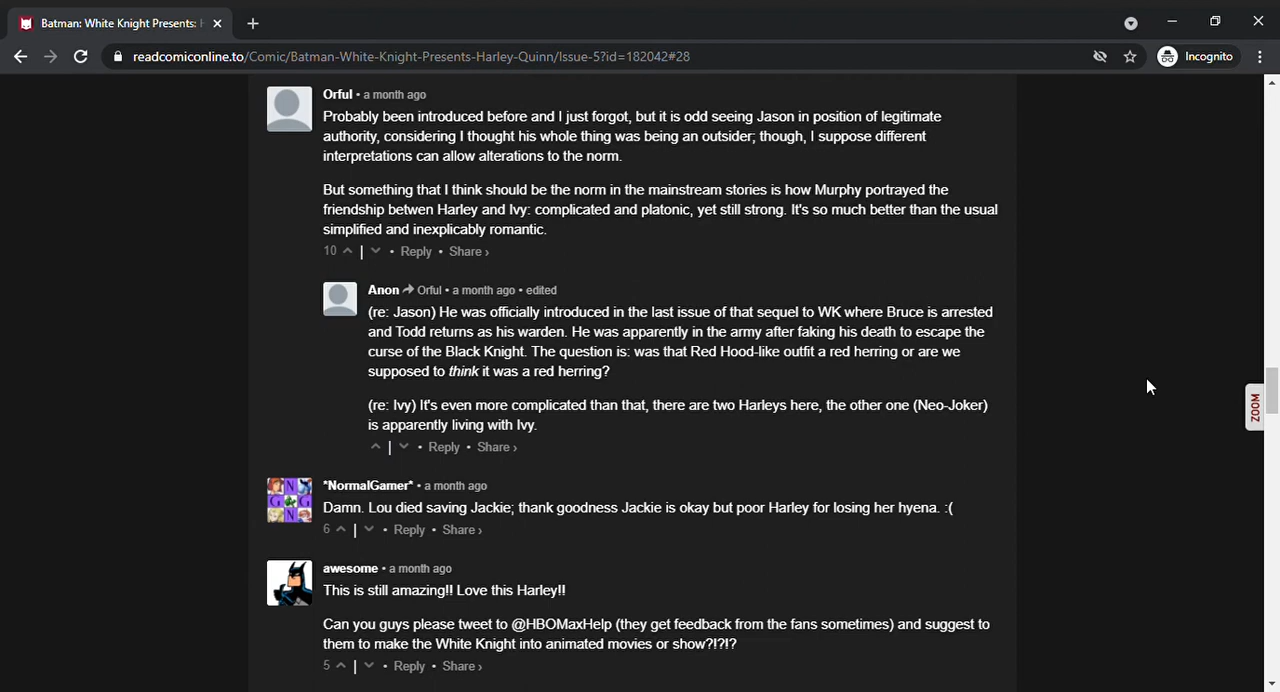 Batman: White Knight Presents: H
readcomiconline.to/Comic/Batman-White-Knight-Presents-Harley-Quinn/Issue-5?id=182042#28
Incognito
Orful • a month ago
Probably been introduced before and I just forgot, but it is odd seeing Jason in position of legitimate
authority, considering I thought his whole thing was being an outsider; though, I suppose different
interpretations can allow alterations to the norm.
But something that I think should be the norm in the mainstream stories is how Murphy portrayed the
friendship betwen Harley and Ivy: complicated and platonic, yet still strong. It's so much better than the usual
simplified and inexplicably romantic.
10 | • Reply • Share ›
Anon Orful • a month ago • edited
(re: Jason) He was officially introduced in the last issue of that sequel to WK where Bruce is arrested
and Todd returns as his warden. He was apparently in the army after faking his death to escape the
curse of the Black Knight. The question is: was that Red Hood-like outfit a red herring or are we
supposed to think it was a red herring?
(re: Ivy) It's even more complicated than that, there are two Harleys here, the other one (Neo-Joker)
is apparently living with Ivy.
| • Reply • Share ›
*NormalGamer* • a month ago
Damn. Lou died saving Jackie; thank goodness Jackie is okay but poor Harley for losing her hyena. :(
6 | • Reply • Share ›
awesome • a month ago
This is still amazing!! Love this Harley!!
Can you guys please tweet to @HBOMaxHelp (they get feedback from the fans sometimes) and suggest to
them to make the White Knight into animated movies or show?!?!?
5 | • Reply • Share ›
ZOOM